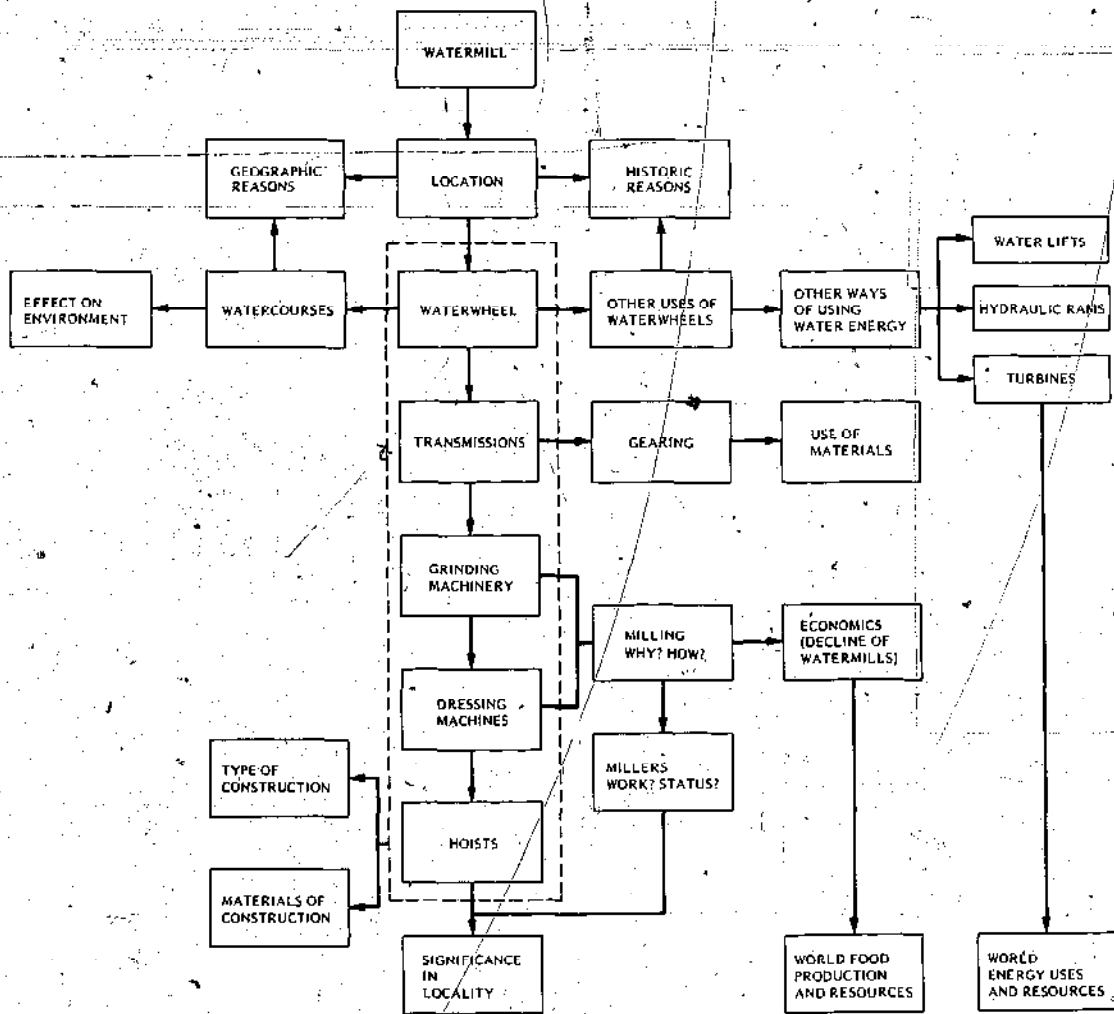 WATERMILL
GEOGRAPHIC
REASONS
LOCATION
HISTORIC
REASONS
WATER LIFTS
EFFECT ON
ENVIRONMENT
WATERCOURSES
WATERWHEEL
OTHER USES OF
WATERWHEELS
OTHER WAYS
OF USING
WATER ENERGY
HYDRAULIC RAMS
TURBINES
TRANSMISSIONS
GEARING
USE OF
MATERIALS
GRINDING
MACHINERY
MILLING
WHY? HOW?
ECONOMICS
(DECLINE OF
WATERMILLS)
DRESSING
MACHINES
TYPE OF
CONSTRUCTION
MILLERS
WORK? STATUS?
HOISTS
MATERIALS OF
CONSTRUCTION
SIGNIFICANCE
IN
LOCALITY
WORLD FOOD
PRODUCTION
AND RESOURCES
WORLD
ENERGY USES
AND RESOURCES